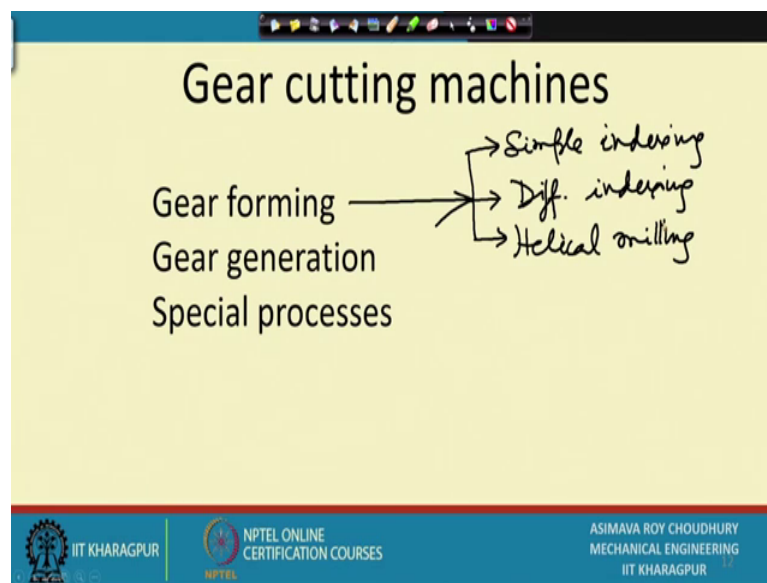 Gear cutting machines
Simple indexing
Gear forming
Diff. indexing
Helical milling
Gear generation
Special processes
IIT KHARAGPUR
NPTEL
NPTEL ONLINE
CERTIFICATION COURSES
ASIMAVA ROY CHOUDHURY
MECHANICAL ENGINEERING
IIT KHARAGPUR
12